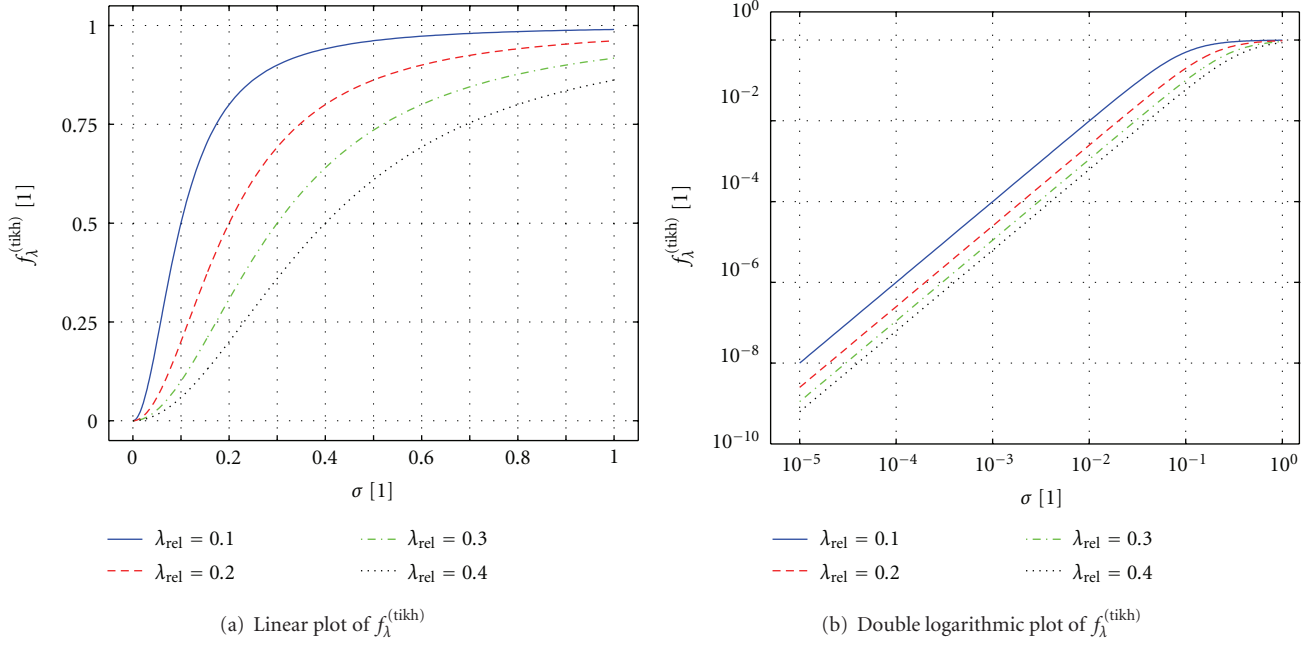 1
0.75
0.5
0.25
0
f_λ^(tikh) [1]
0 0.2 0.4 0.6 0.8 1
σ [1]
λ_rel = 0.1
λ_rel = 0.2
λ_rel = 0.3
λ_rel = 0.4
(a) Linear plot of f_λ^(tikh)
10^0
10^−2
10^−4
10^−6
10^−8
10^−10
f_λ^(tikh) [1]
10^−5 10^−4 10^−3 10^−2 10^−1 10^0
σ [1]
λ_rel = 0.1
λ_rel = 0.2
λ_rel = 0.3
λ_rel = 0.4
(b) Double logarithmic plot of f_λ^(tikh)